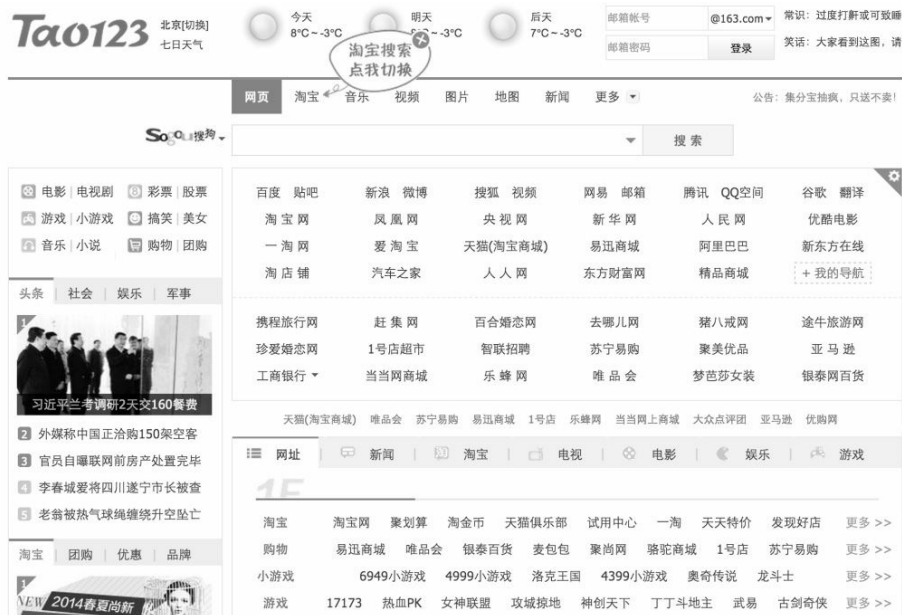 Tao123 北京[切换] 七日天气
今天 8°C ~ -3°C
明天 -3°C
后天 7°C ~ -3°C
邮箱帐号 @163.com
邮箱密码 登录
常识：过度打鼾或可致睡
笑话：大家看到这图，请
淘宝搜索
点我切换
网页 淘宝 音乐 视频 图片 地图 新闻 更多
公告：集分宝抽疯，只送不卖！
Sogou搜狗 搜 索
电影 | 电视剧 彩票 | 股票
游戏 | 小游戏 搞笑 | 美女
音乐 | 小说 购物 | 团购
头条 社会 娱乐 军事
1
习近平兰考调研2天交160餐费
2 外媒称中国正洽购150架空客
3 官员自曝联网前房产处置完毕
4 李春城爱将四川遂宁市长被查
5 老翁被热气球绳缠绕升空坠亡
淘宝 团购 优惠 品牌
1
NEW 2014春夏尚新
百度 贴吧 新浪 微博 搜狐 视频 网易 邮箱 腾讯 QQ空间 谷歌 翻译
淘 宝 网 凤 凰 网 央 视 网 新 华 网 人 民 网 优酷电影
一 淘 网 爱 淘 宝 天猫(淘宝商城) 易迅商城 阿里巴巴 新东方在线
淘 店 铺 汽车之家 人 人 网 东方财富网 精品商城 + 我的导航
携程旅行网 赶 集 网 百合婚恋网 去哪儿网 猪八戒网 途牛旅游网
珍爱婚恋网 1号店超市 智联招聘 苏宁易购 聚美优品 亚 马 逊
工商银行 当当网商城 乐 蜂 网 唯 品 会 梦芭莎女装 银泰网百货
天猫(淘宝商城) 唯品会 苏宁易购 易迅商城 1号店 乐蜂网 当当网上商城 大众点评团 亚马逊 优购网
网址 新闻 淘宝 电视 电影 娱乐 游戏
1F
淘宝 淘宝网 聚划算 淘金币 天猫俱乐部 试用中心 一淘 天天特价 发现好店 更多 >>
购物 易迅商城 唯品会 银泰百货 麦包包 聚尚网 骆驼商城 1号店 苏宁易购 更多 >>
小游戏 6949小游戏 4999小游戏 洛克王国 4399小游戏 奥奇传说 龙斗士 更多 >>
游戏 17173 热血PK 女神联盟 攻城掠地 神创天下 丁丁斗地主 武易 古剑奇侠 更多 >>